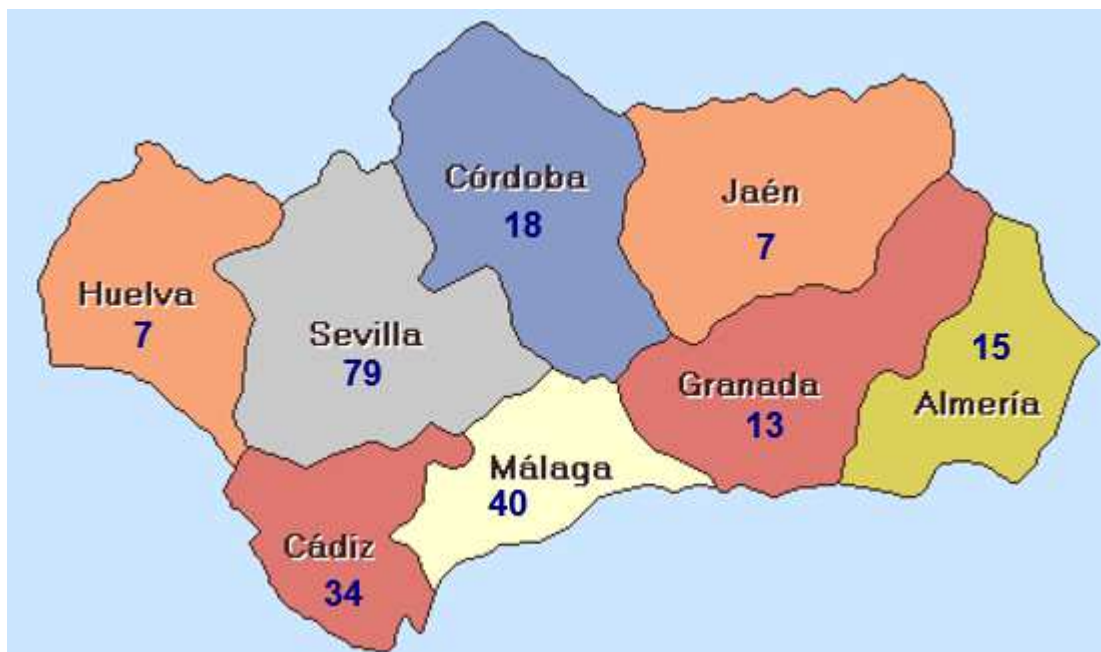 Córdoba
18
Jaén
7
Huelva
7
Sevilla
79
Granada
13
15
Almería
Málaga
40
Cádiz
34